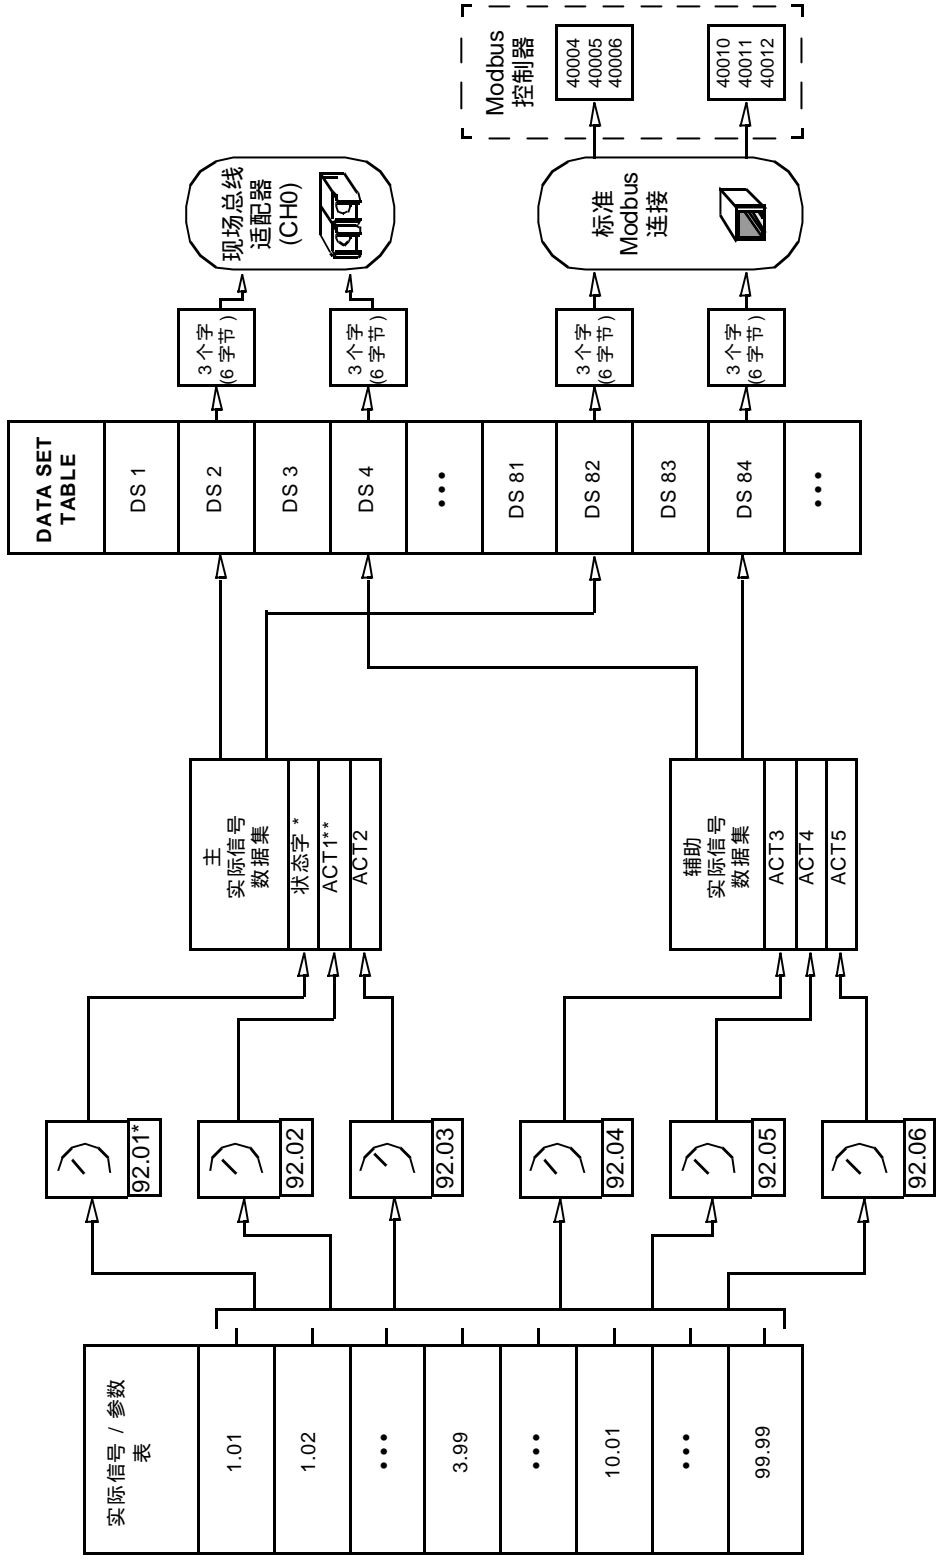 实际信号 / 参数
表
1.01
1.02
•••
3.99
•••
10.01
•••
99.99
92.01*
92.02
92.03
92.04
92.05
92.06
主
实际信号
数据集
状态字 *
ACT1**
ACT2
辅助
实际信号
数据集
ACT3
ACT4
ACT5
DATA SET
TABLE
DS 1
DS 2
DS 3
DS 4
•••
DS 81
DS 82
DS 83
DS 84
•••
3 个字
(6 字节 )
3 个字
(6 字节 )
3 个字
(6 字节 )
3 个字
(6 字节 )
现场总线
适配器
(CH0)
标准
Modbus
连接
Modbus
控制器
40004
40005
40006
40010
40011
40012